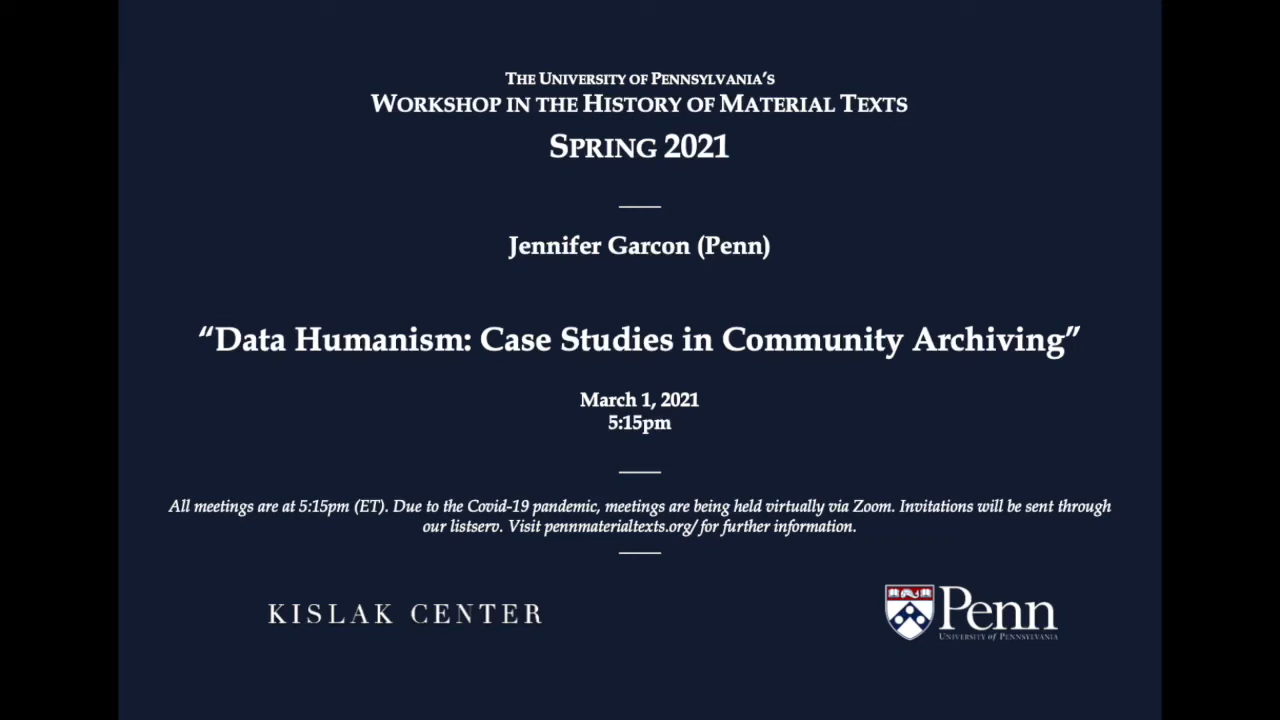 THE UNIVERSITY OF PENNSYLVANIA'S
WORKSHOP IN THE HISTORY OF MATERIAL TEXTS
SPRING 2021
Jennifer Garcon (Penn)
“Data Humanism: Case Studies in Community Archiving”
March 1, 2021
5:15pm
All meetings are at 5:15pm (ET). Due to the Covid-19 pandemic, meetings are being held virtually via Zoom. Invitations will be sent through
our listserv. Visit pennmaterialtexts.org/ for further information.
KISLAK CENTER
Penn
UNIVERSITY of PENNSYLVANIA